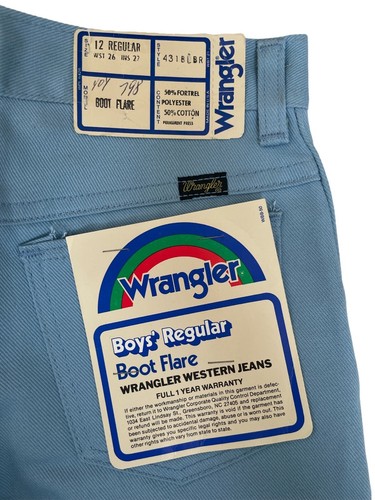 SIZE
12 REGULAR
WST 26 INS 27
STYLE
4318LBR
MODEL
BOOT FLARE
CONTENT
50% FORTREL
POLYESTER
50% COTTON
PERMANENT PRESS
Wrangler
Wrangler
Wrangler
Boys' Regular
Boot Flare
WRANGLER WESTERN JEANS
FULL 1 YEAR WARRANTY
If either the workmanship or materials in this garment is defec-
tive, return it to Wrangler Corporate Quality Control Department,
1034 East Lindsay St., Greensboro, NC 27405 and replacement
or refund will be made. This warranty is void if the garment has
been subjected to accidental damage, abuse or is worn out. This
warranty gives you specific legal rights and you may also have
other rights which vary from state to state.